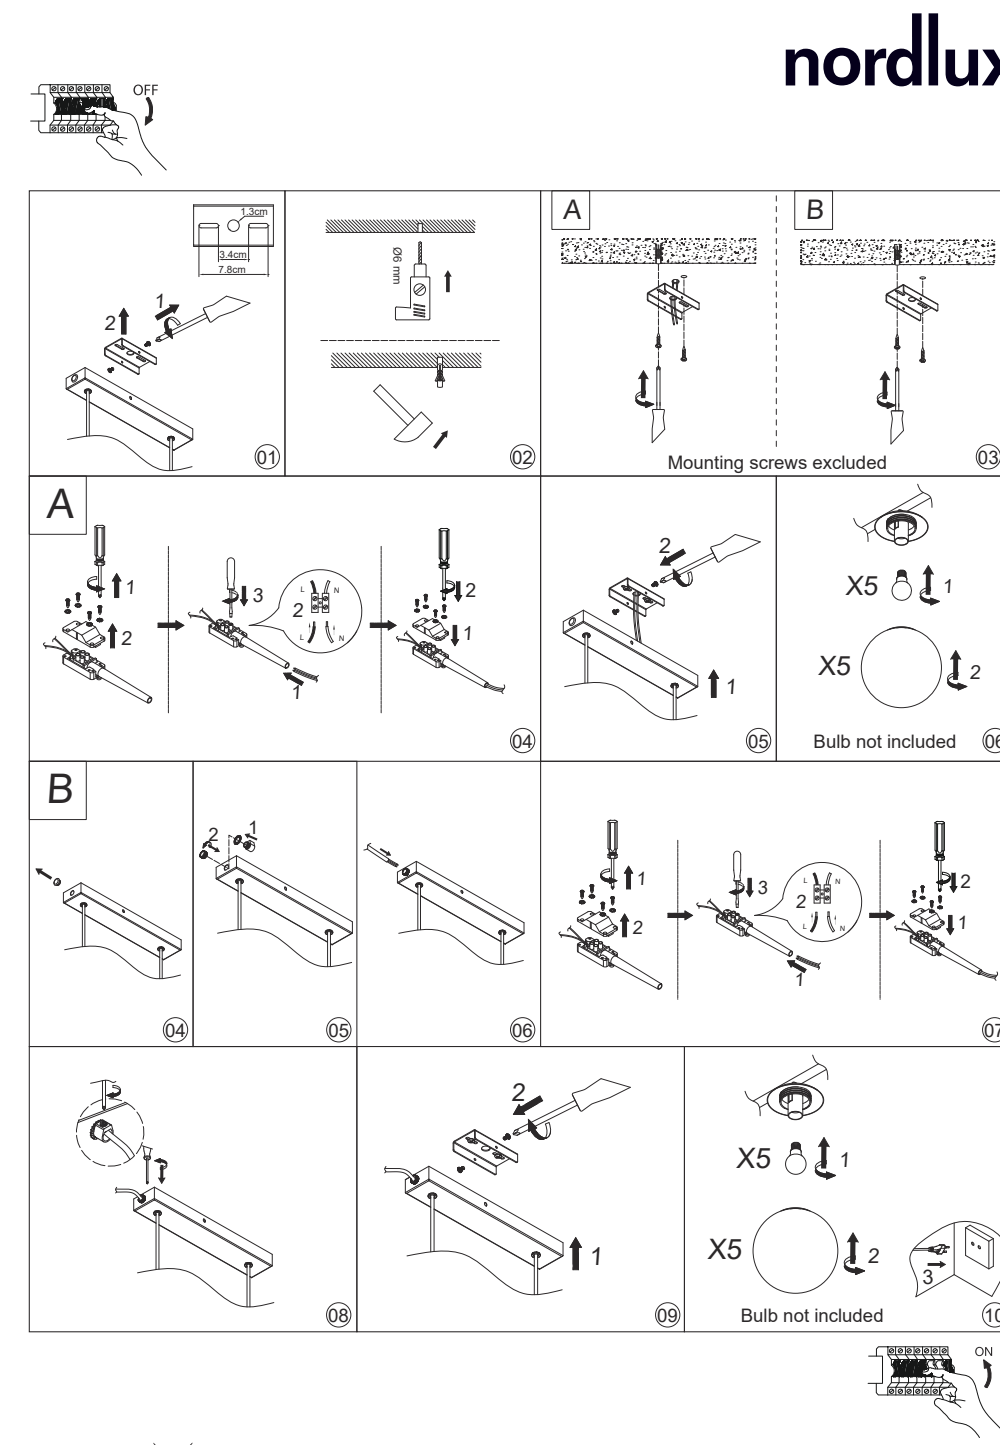 nordlux
OFF
1.3cm
3.4cm
7.8cm
1
2
01
Ø6 mm
02
A
B
Mounting screws excluded
03
A
1
2
3
L N
2
L N
1
2
1
04
2
1
05
X5 1
X5 2
Bulb not included
06
B
04
2 1
05
06
1
2
3
L N
2
L N
1
2
1
07
08
2
1
09
X5 1
X5 2
3
Bulb not included
10
ON